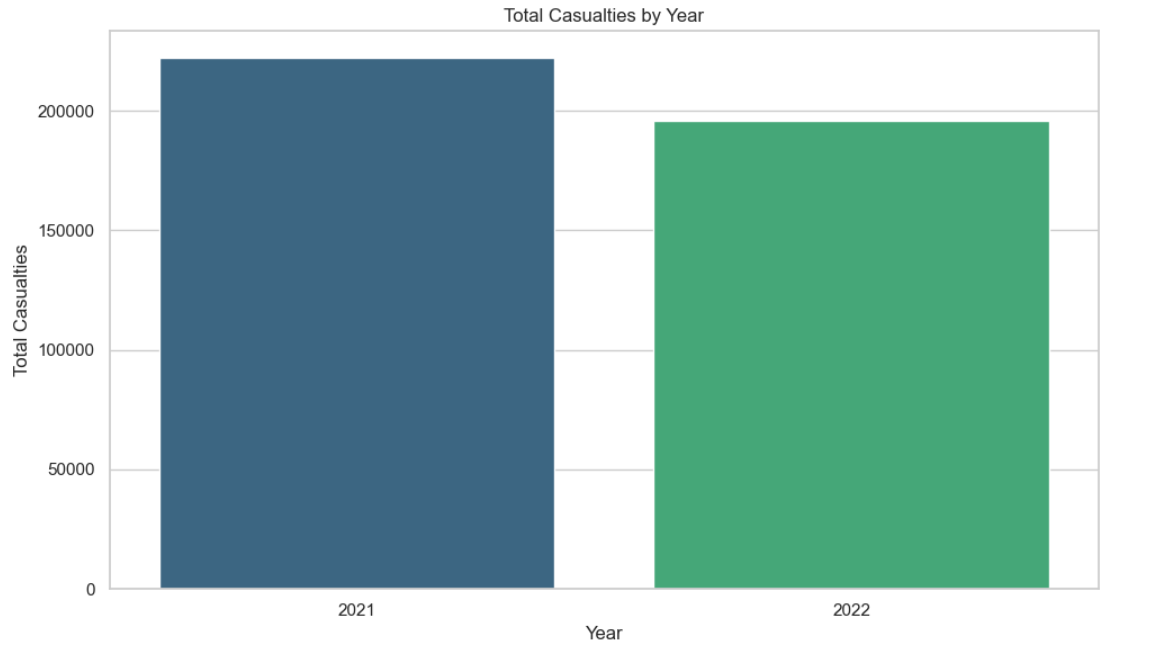 Total Casualties by Year
Total Casualties
200000
150000
100000
50000
0
2021
2022
Year